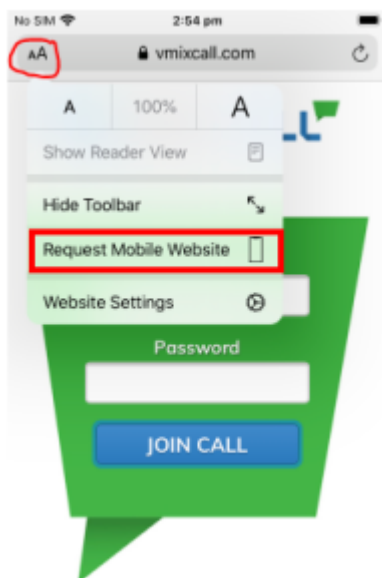 No SIM 2:54 pm
AA vmixcall.com
A 100% A
Show Reader View
Hide Toolbar
Request Mobile Website
Website Settings
Password
JOIN CALL